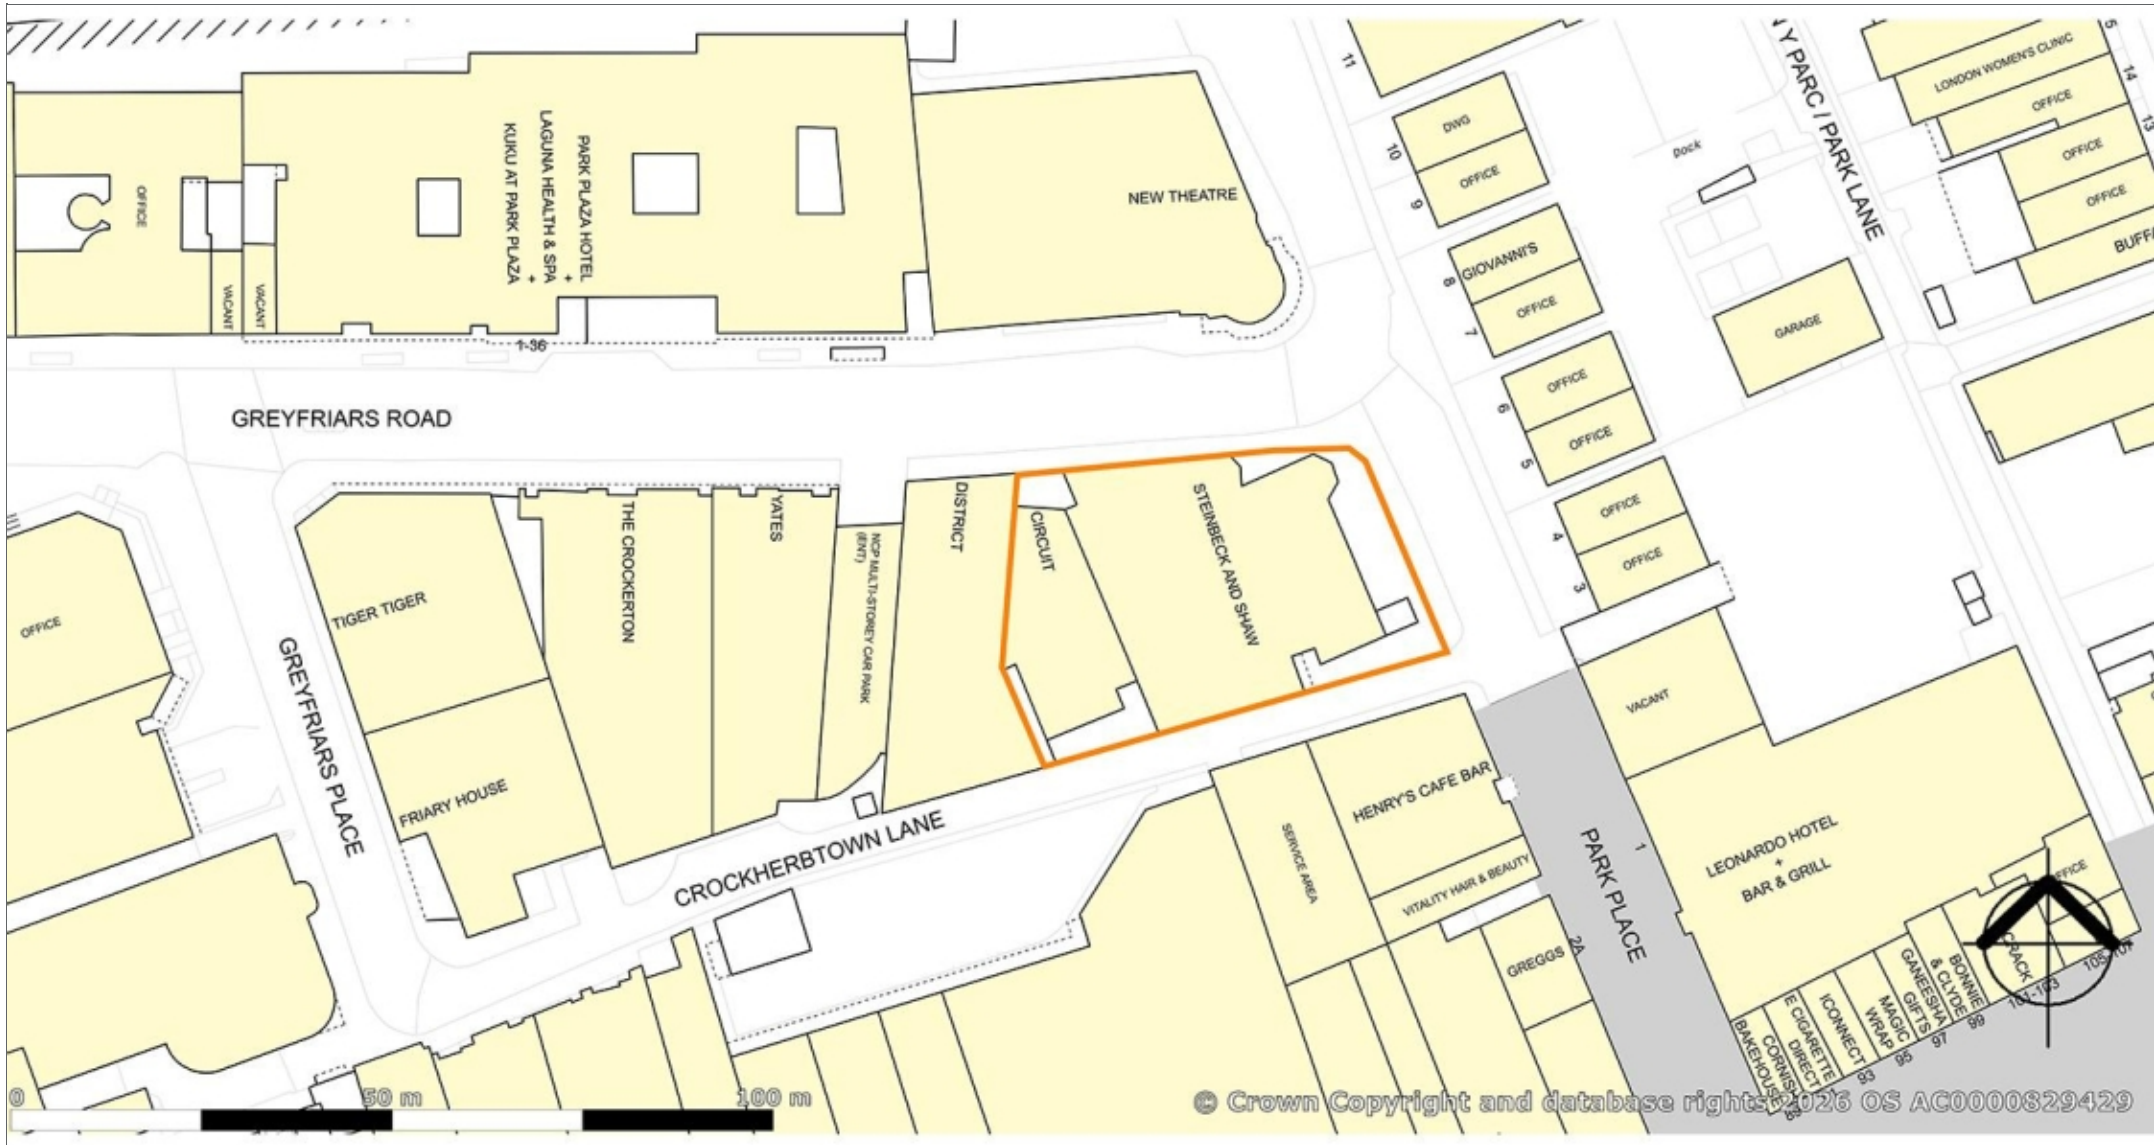 11
N Y PARC / PARK LANE
LONDON WOMEN'S CLINIC
15
14
OFFICE
13
OFFICE
OFFICE
DWG
10
OFFICE
9
Dock
PARK PLAZA HOTEL
+
LAGUNA HEALTH & SPA
+
KUKU AT PARK PLAZA
OFFICE
VACANT
VACANT
NEW THEATRE
GIOVANNI'S
8
OFFICE
7
GARAGE
1-36
GREYFRIARS ROAD
OFFICE
6
OFFICE
5
OFFICE
4
OFFICE
3
DISTRICT
CIRCUIT
STEINBECK AND SHAW
YATES
THE CROCKERTON
NCP MULTI-STOREY CAR PARK
(ENT)
TIGER TIGER
OFFICE
GREYFRIARS PLACE
FRIARY HOUSE
CROCKHERBTOWN LANE
VACANT
HENRY'S CAFE BAR
SERVICE AREA
VITALITY HAIR & BEAUTY
GREGGS
2A
PARK PLACE
1
LEONARDO HOTEL
+
BAR & GRILL
CRACK
101-103
BONNIE
& CLYDE
99
GANEESHA
GIFTS
97
MAGIC
WRAP
95
ICONNECT
93
E CIGARETTE
DIRECT
CORNISH
BAKEHOUSE
0
50 m
100 m
© Crown Copyright and database rights 2026 OS AC0000829429